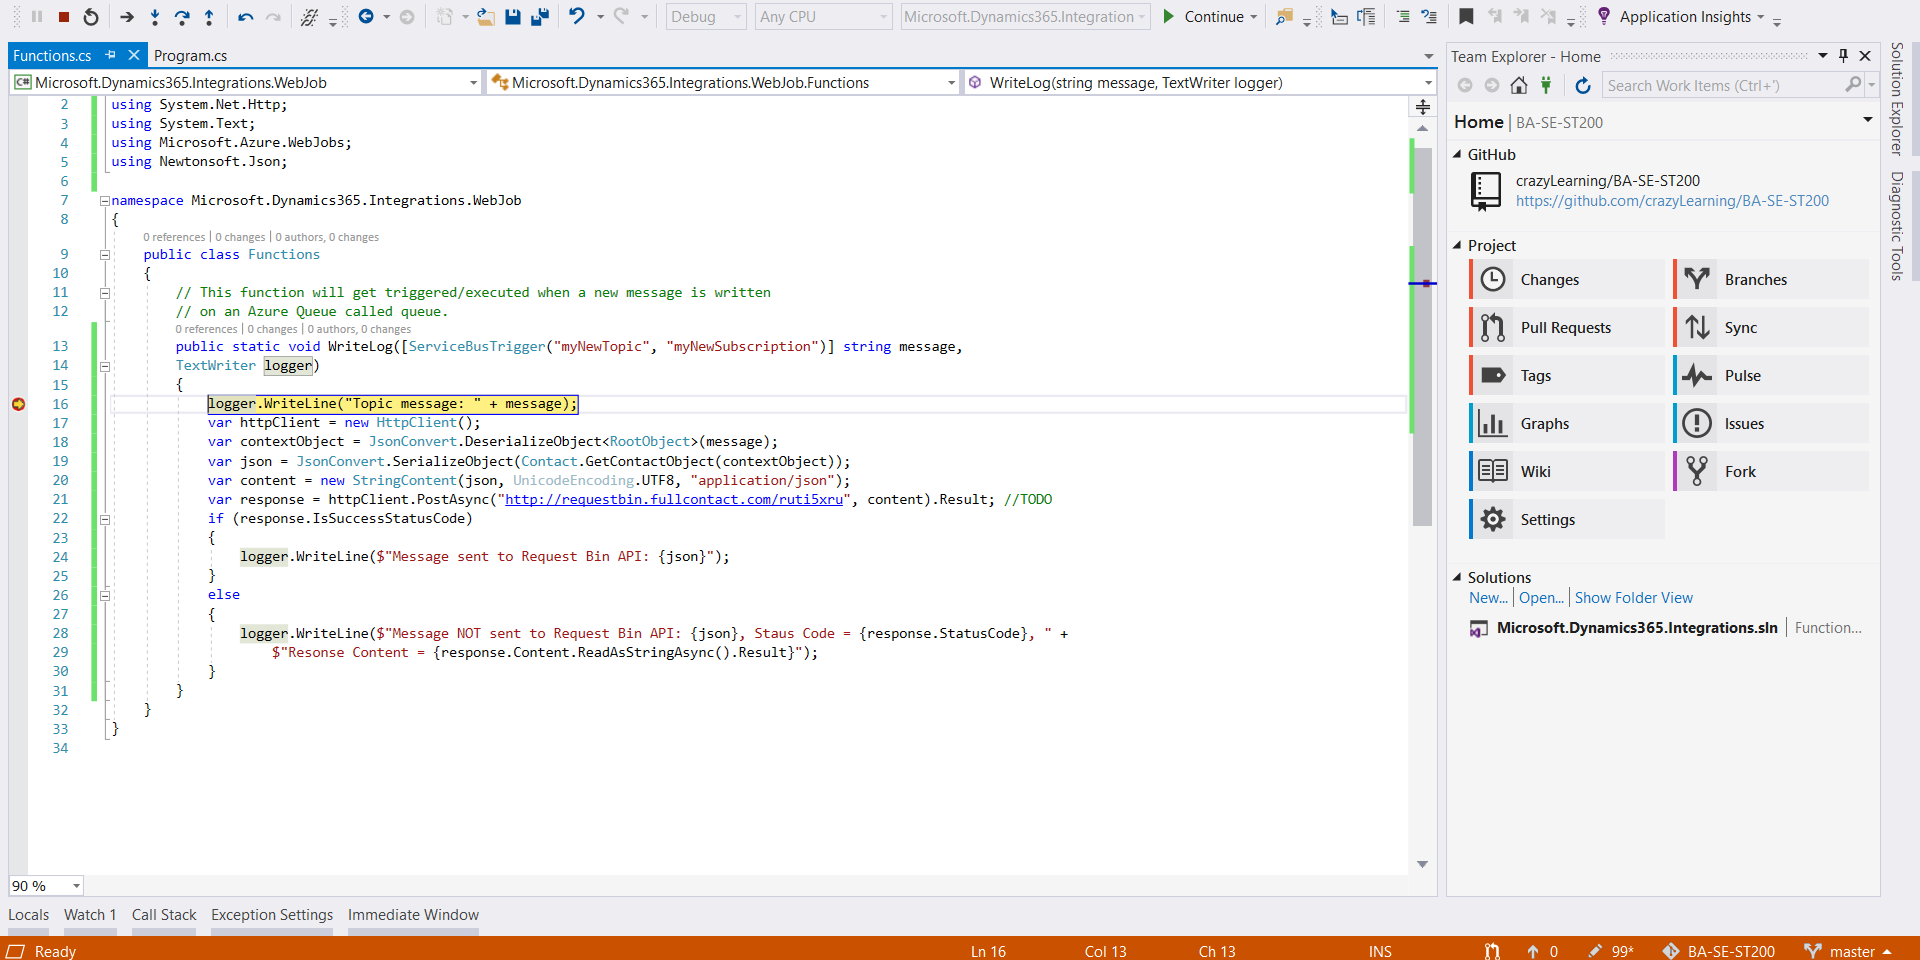 Debug
Any CPU
Microsoft.Dynamics365.Integration
Continue
Application Insights
Functions.cs
Program.cs
Microsoft.Dynamics365.Integrations.WebJob
Microsoft.Dynamics365.Integrations.WebJob.Functions
WriteLog(string message, TextWriter logger)
2 using System.Net.Http;
3 using System.Text;
4 using Microsoft.Azure.WebJobs;
5 using Newtonsoft.Json;
6
7 namespace Microsoft.Dynamics365.Integrations.WebJob
8 {
0 references | 0 changes | 0 authors, 0 changes
9 public class Functions
10 {
11 // This function will get triggered/executed when a new message is written
12 // on an Azure Queue called queue.
0 references | 0 changes | 0 authors, 0 changes
13 public static void WriteLog([ServiceBusTrigger("myNewTopic", "myNewSubscription")] string message,
14 TextWriter logger)
15 {
16 logger.WriteLine("Topic message: " + message);
17 var httpClient = new HttpClient();
18 var contextObject = JsonConvert.DeserializeObject<RootObject>(message);
19 var json = JsonConvert.SerializeObject(Contact.GetContactObject(contextObject));
20 var content = new StringContent(json, UnicodeEncoding.UTF8, "application/json");
21 var response = httpClient.PostAsync("http://requestbin.fullcontact.com/ruti5xru", content).Result; //TODO
22 if (response.IsSuccessStatusCode)
23 {
24 logger.WriteLine($"Message sent to Request Bin API: {json}");
25 }
26 else
27 {
28 logger.WriteLine($"Message NOT sent to Request Bin API: {json}, Staus Code = {response.StatusCode}, " +
29 $"Resonse Content = {response.Content.ReadAsStringAsync().Result}");
30 }
31 }
32 }
33 }
34
90 %
Locals
Watch 1
Call Stack
Exception Settings
Immediate Window
Team Explorer - Home
Search Work Items (Ctrl+')
Home | BA-SE-ST200
GitHub
crazyLearning/BA-SE-ST200
https://github.com/crazyLearning/BA-SE-ST200
Project
Changes
Branches
Pull Requests
Sync
Tags
Pulse
Graphs
Issues
Wiki
Fork
Settings
Solutions
New... | Open... | Show Folder View
Microsoft.Dynamics365.Integrations.sln | Function...
Solution Explorer
Diagnostic Tools
Ready
Ln 16
Col 13
Ch 13
INS
0
99*
BA-SE-ST200
master